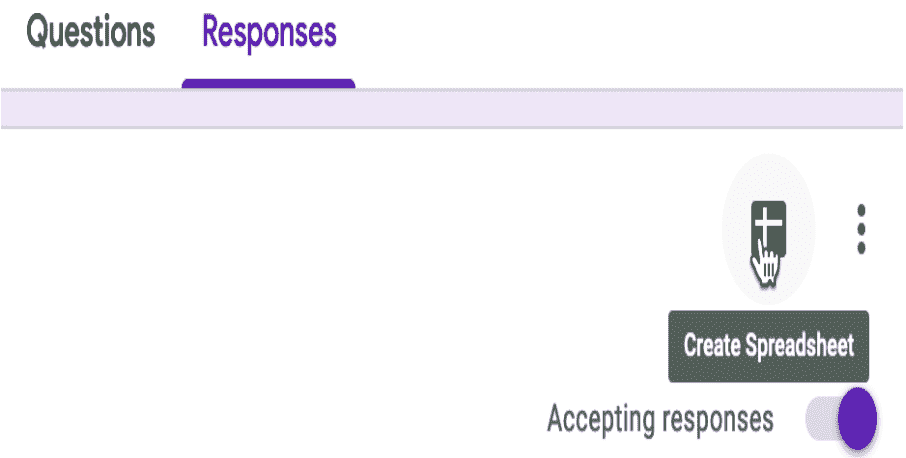 Questions Responses
Create Spreadsheet
Accepting responses